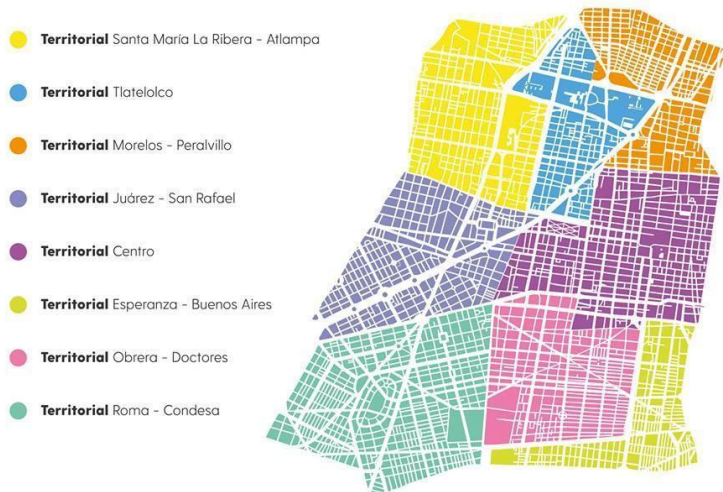 Territorial Santa María La Ribera - Atlampa
Territorial Tlatelolco
Territorial Morelos - Peralvillo
Territorial Juárez - San Rafael
Territorial Centro
Territorial Esperanza - Buenos Aires
Territorial Obrera - Doctores
Territorial Roma - Condesa